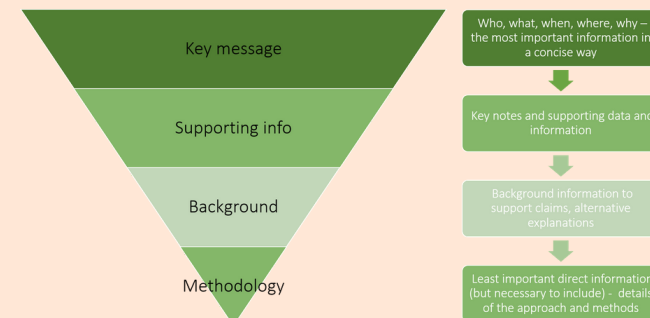 Key message
Supporting info
Background
Methodology
Who, what, when, where, why –
the most important information in
a concise way
Key notes and supporting data and
information
Background information to
support claims, alternative
explanations
Least important direct information
(but necessary to include) - details
of the approach and methods